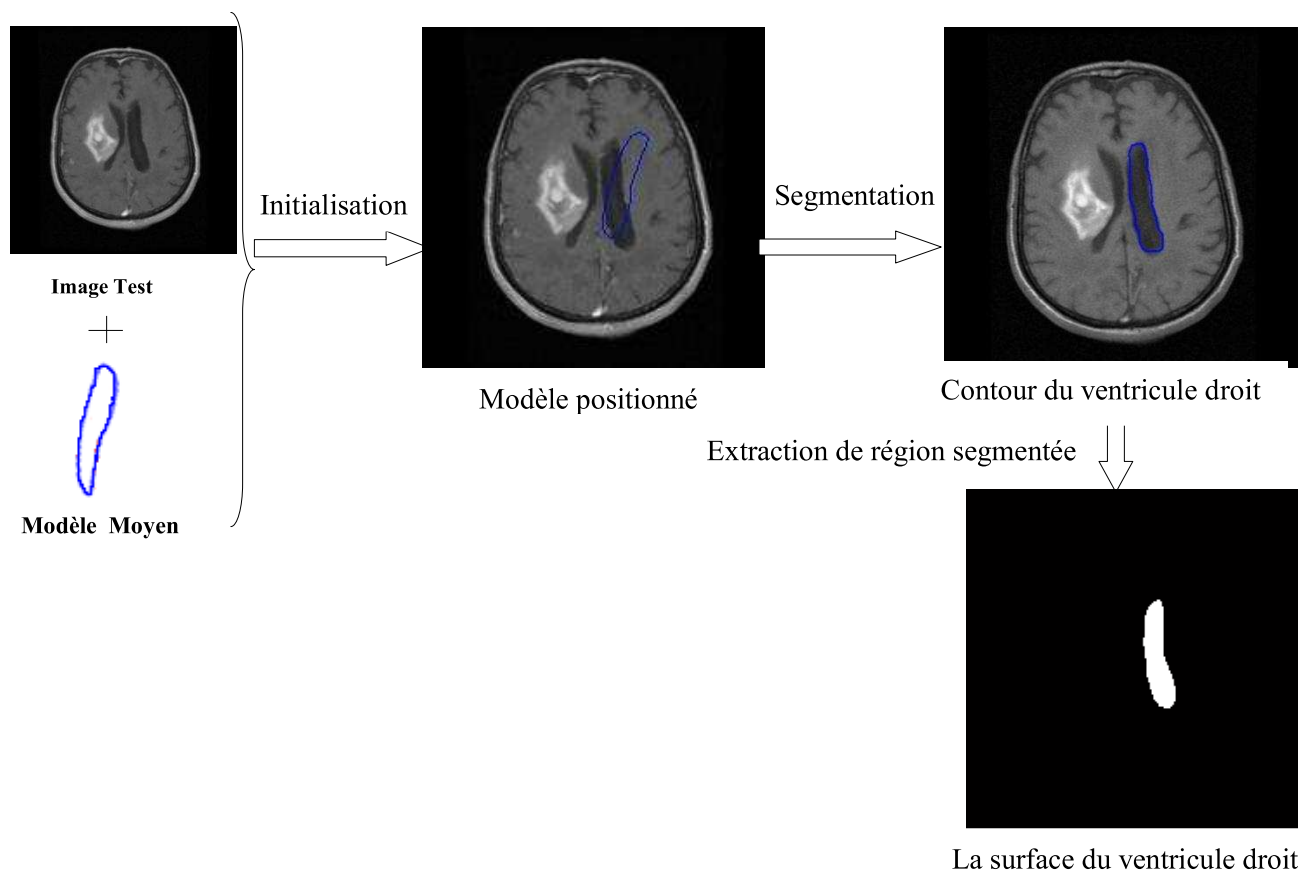 Image Test
Modèle Moyen
Initialisation
Modèle positionné
Segmentation
Contour du ventricule droit
Extraction de région segmentée
La surface du ventricule droit